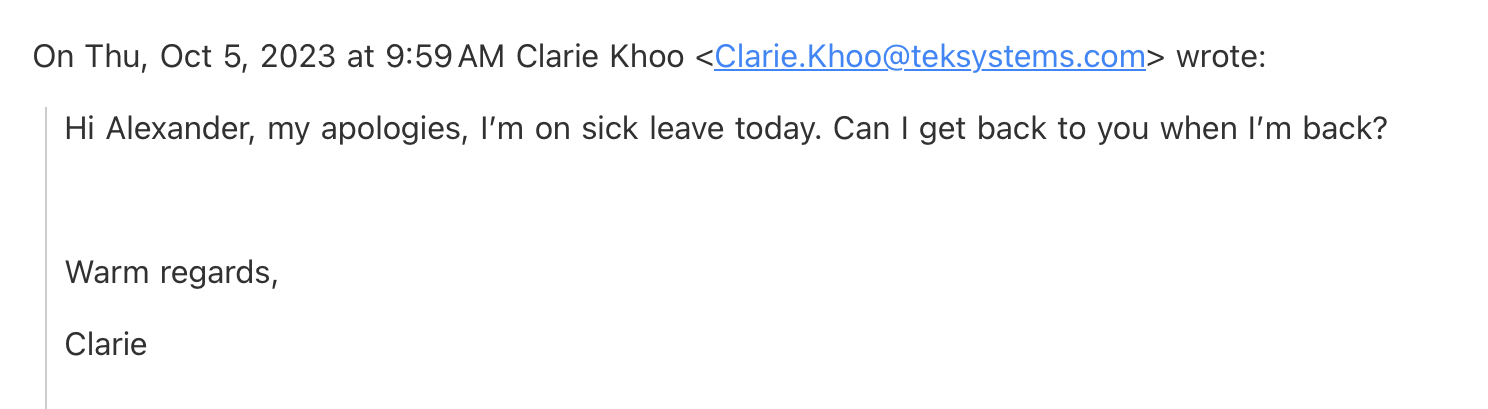 On Thu, Oct 5, 2023 at 9:59 AM Clarie Khoo <Clarie.Khoo@teksystems.com> wrote:
Hi Alexander, my apologies, I’m on sick leave today. Can I get back to you when I’m back?
Warm regards,
Clarie